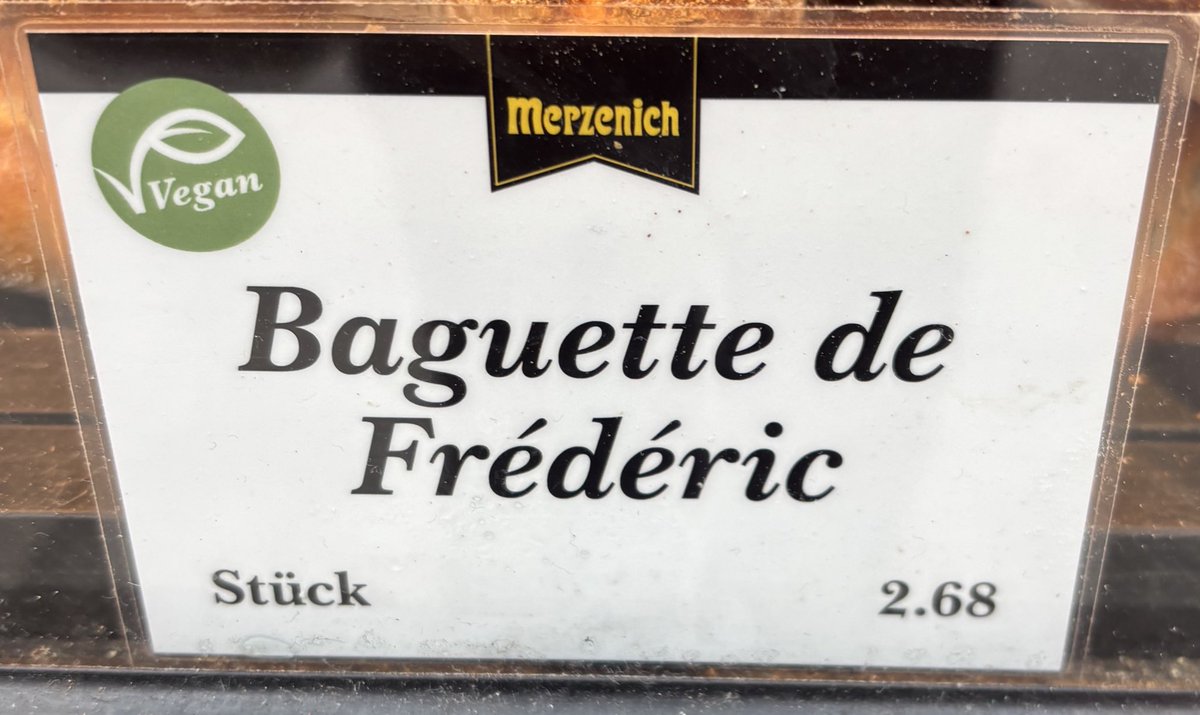 Merzenich
Vegan
Baguette de
Frédéric
Stück
2.68